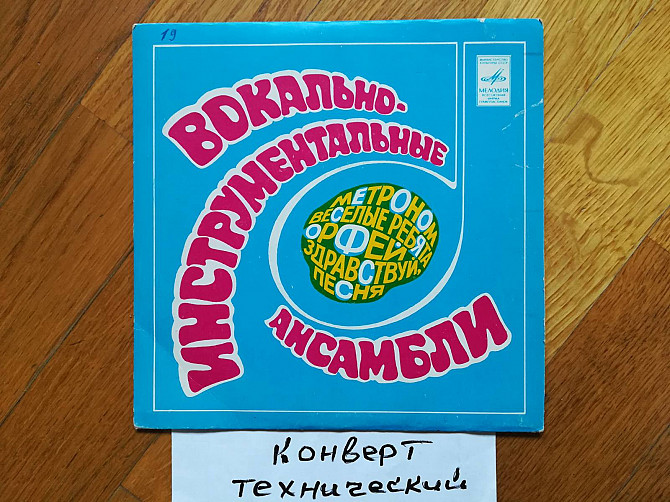 19
МЕЛОДИЯ
ВОКАЛЬНО-
ИНСТРУМЕНТАЛЬНЫЕ
АНСАМБЛИ
МЕТРОНОМ
ВЕСЕЛЫЕ РЕБЯТА
ОРФЕЙ
ЗДРАВСТВУЙ,
ПЕСНЯ
Конверт
технический